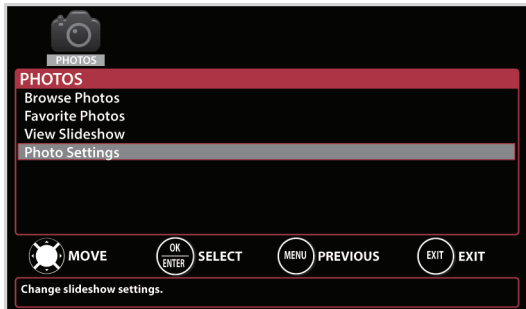 PHOTOS
PHOTOS
Browse Photos
Favorite Photos
View Slideshow
Photo Settings
MOVE OK ENTER SELECT MENU PREVIOUS EXIT EXIT
Change slideshow settings.